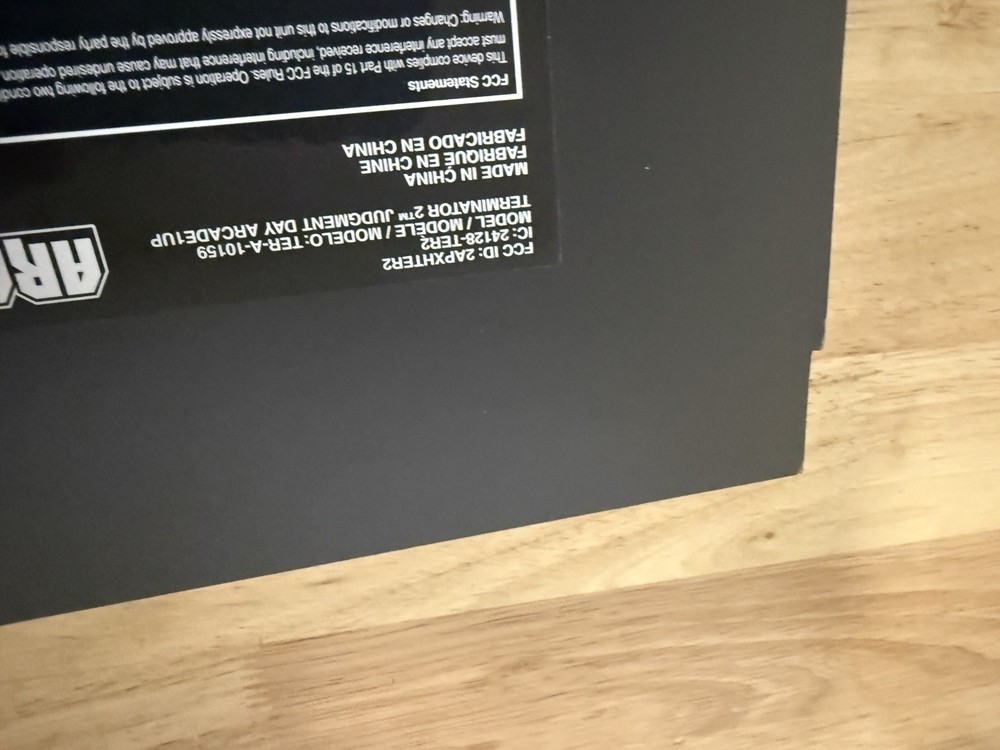 AR
FCC ID: 2APXHTER2
IC: 24128-TER2
MODEL / MODÈLE / MODELO: TER-A-10159
TERMINATOR 2™ JUDGMENT DAY ARCADE1UP
MADE IN CHINA
FABRIQUÉ EN CHINE
FABRICADO EN CHINA
FCC Statements
This device complies with Part 15 of the FCC Rules. Operation is subject to the following two condi
must accept any interference received, including interference that may cause undesired operation.
Warning: Changes or modifications to this unit not expressly approved by the party responsible